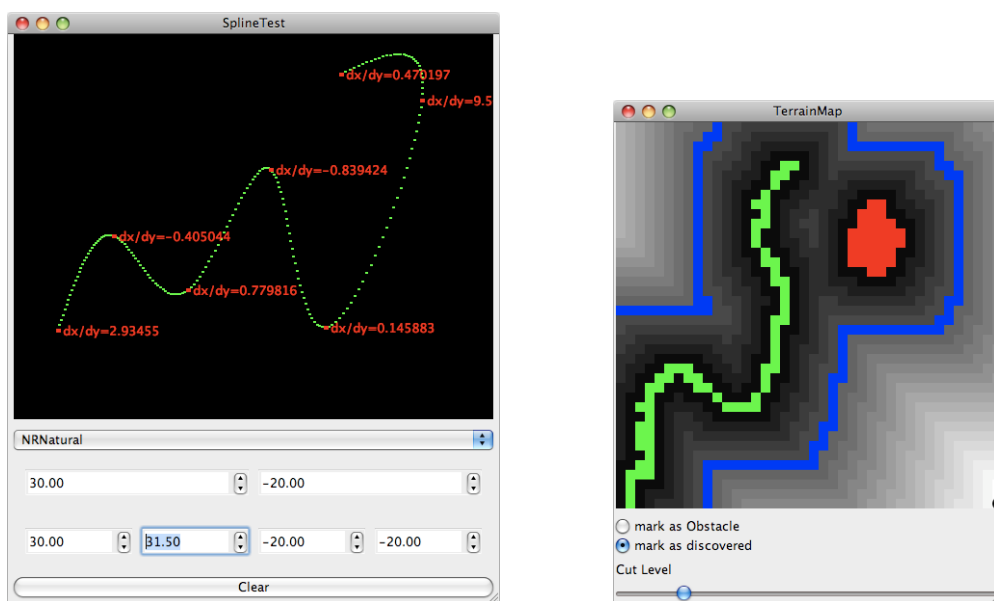 SplineTest
dx/dy=0.470197
dx/dy=9.5
dx/dy=-0.839424
dx/dy=-0.405044
dx/dy=0.779816
dx/dy=2.93455
dx/dy=0.145883
NRNatural
30.00
-20.00
30.00
31.50
-20.00
-20.00
Clear
TerrainMap
mark as Obstacle
mark as discovered
Cut Level